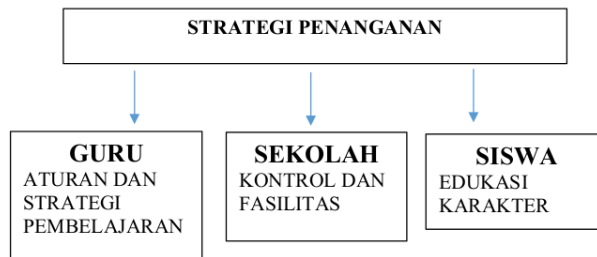 STRATEGI PENANGANAN
GURU
ATURAN DAN
STRATEGI
PEMBELAJARAN
SEKOLAH
KONTROL DAN
FASILITAS
SISWA
EDUKASI
KARAKTER